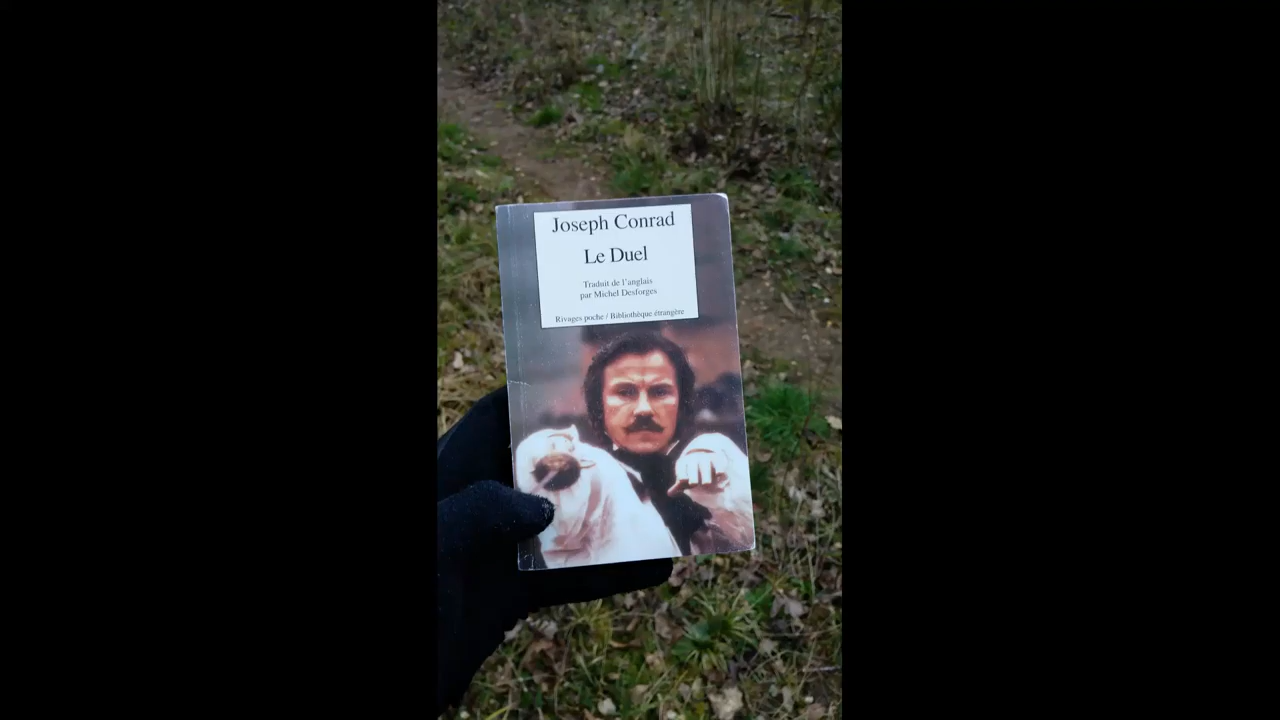 Joseph Conrad
Le Duel
Traduit de l'anglais
par Michel Desforges
Rivages poche / Bibliothèque étrangère